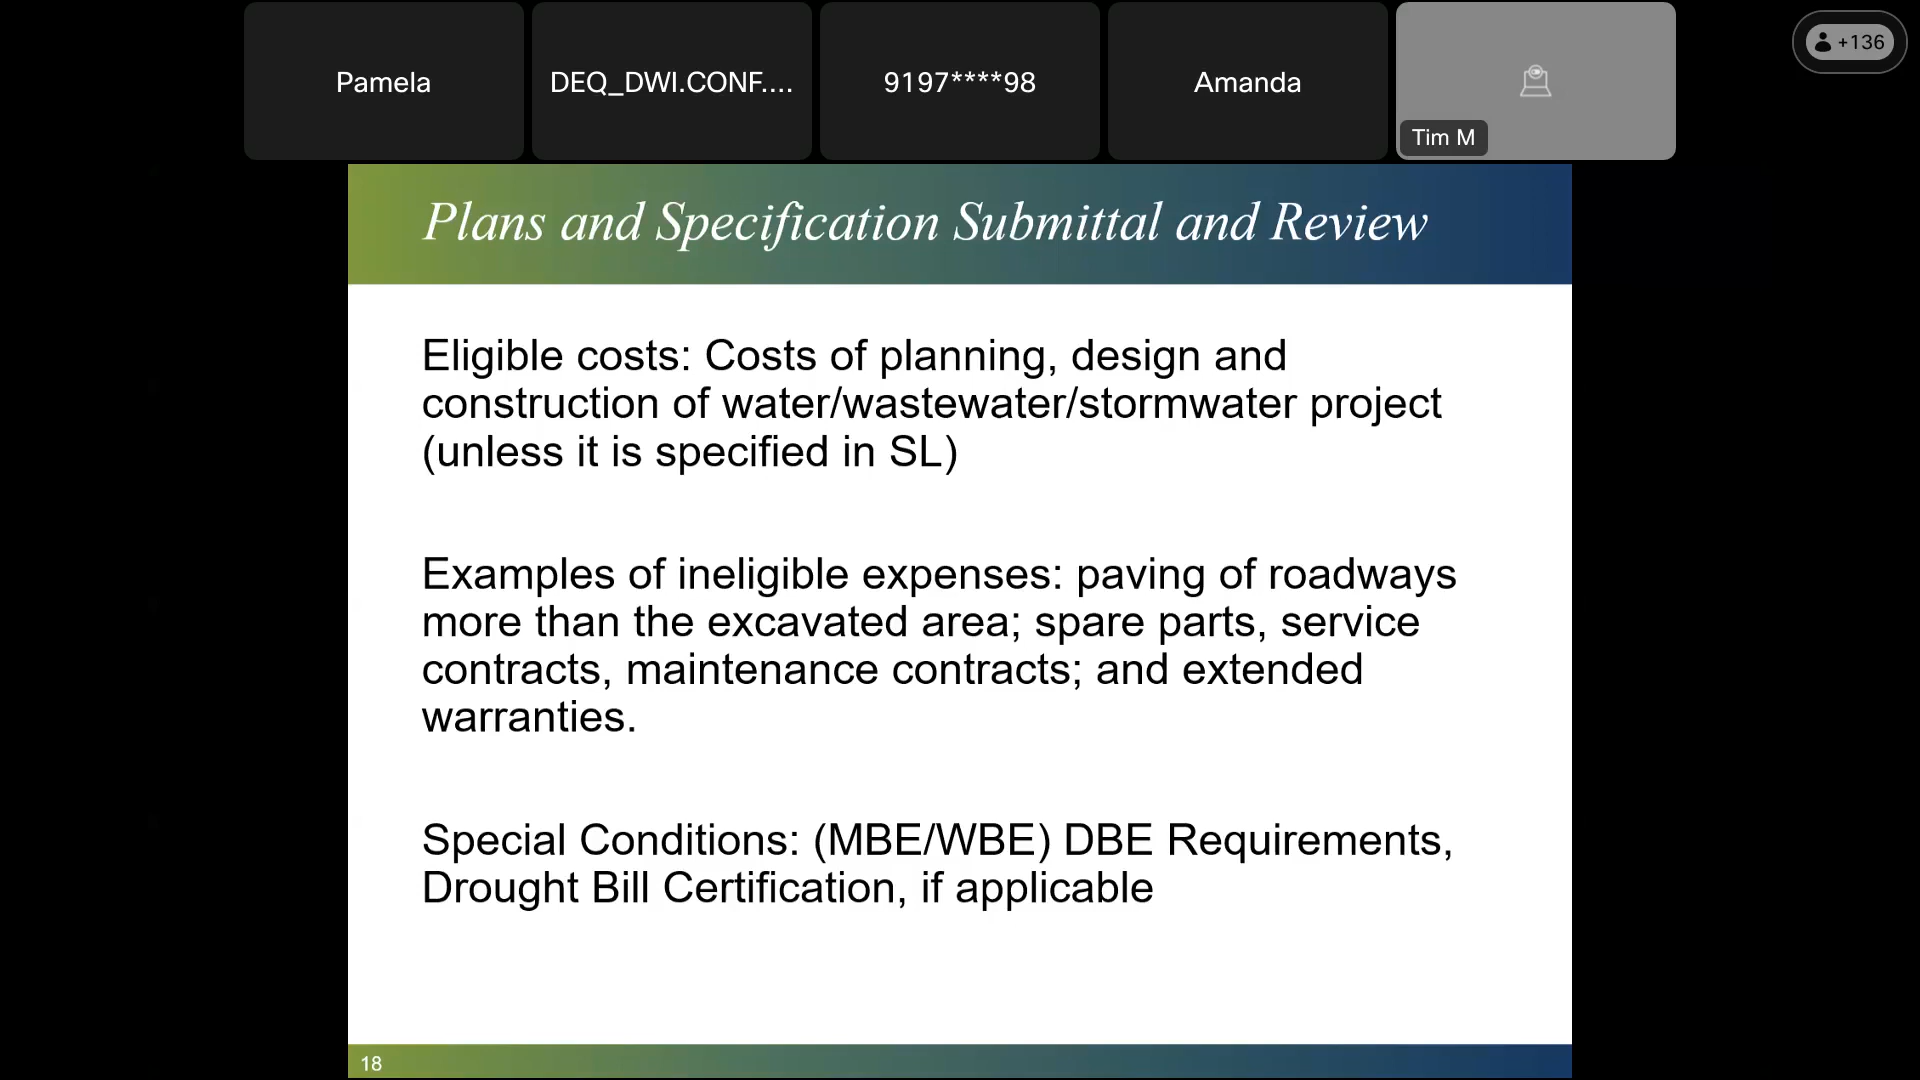 Pamela
DEQ_DWI.CONF....
9197****98
Amanda
Tim M
+136
Plans and Specification Submittal and Review
Eligible costs: Costs of planning, design and
construction of water/wastewater/stormwater project
(unless it is specified in SL)
Examples of ineligible expenses: paving of roadways
more than the excavated area; spare parts, service
contracts, maintenance contracts; and extended
warranties.
Special Conditions: (MBE/WBE) DBE Requirements,
Drought Bill Certification, if applicable
18